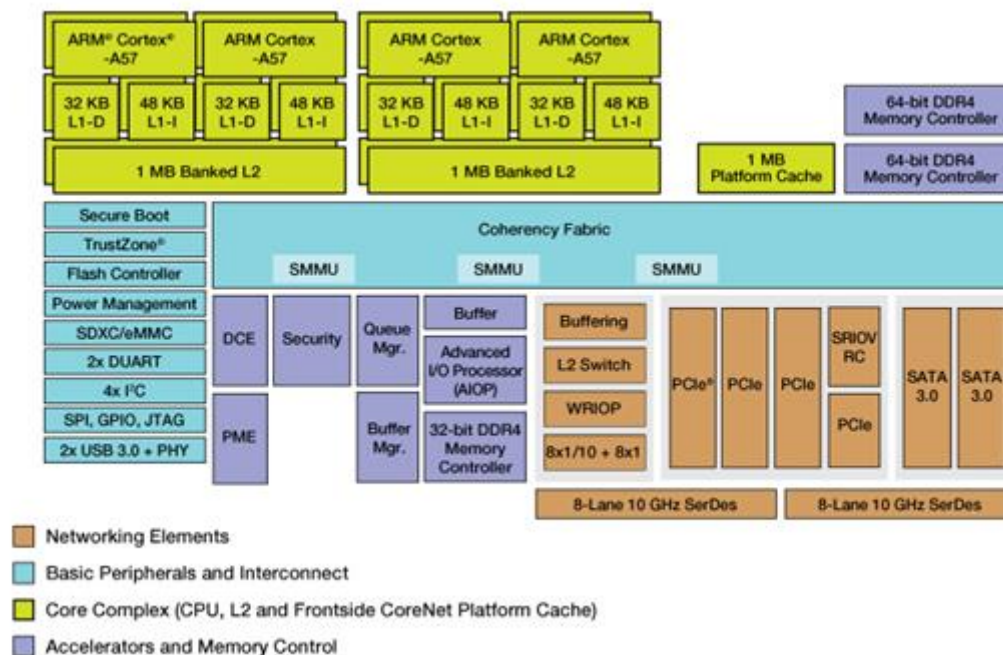 ARM® Cortex®
-A57
ARM Cortex
-A57
ARM Cortex
-A57
ARM Cortex
-A57
32 KB
L1-D
48 KB
L1-I
32 KB
L1-D
48 KB
L1-I
32 KB
L1-D
48 KB
L1-I
32 KB
L1-D
48 KB
L1-I
1 MB Banked L2
1 MB Banked L2
64-bit DDR4
Memory Controller
1 MB
Platform Cache
64-bit DDR4
Memory Controller
Secure Boot
TrustZone®
Flash Controller
Power Management
SDXC/eMMC
2x DUART
4x I²C
SPI, GPIO, JTAG
2x USB 3.0 + PHY
Coherency Fabric
SMMU
SMMU
SMMU
DCE
Security
Queue
Mgr.
PME
Buffer
Mgr.
Buffer
Advanced
I/O Processor
(AIOP)
32-bit DDR4
Memory
Controller
Buffering
L2 Switch
WRIOP
8x1/10 + 8x1
PCIe®
PCIe
PCIe
SRIOV
RC
PCIe
SATA
3.0
SATA
3.0
8-Lane 10 GHz SerDes
8-Lane 10 GHz SerDes
Networking Elements
Basic Peripherals and Interconnect
Core Complex (CPU, L2 and Frontside CoreNet Platform Cache)
Accelerators and Memory Control